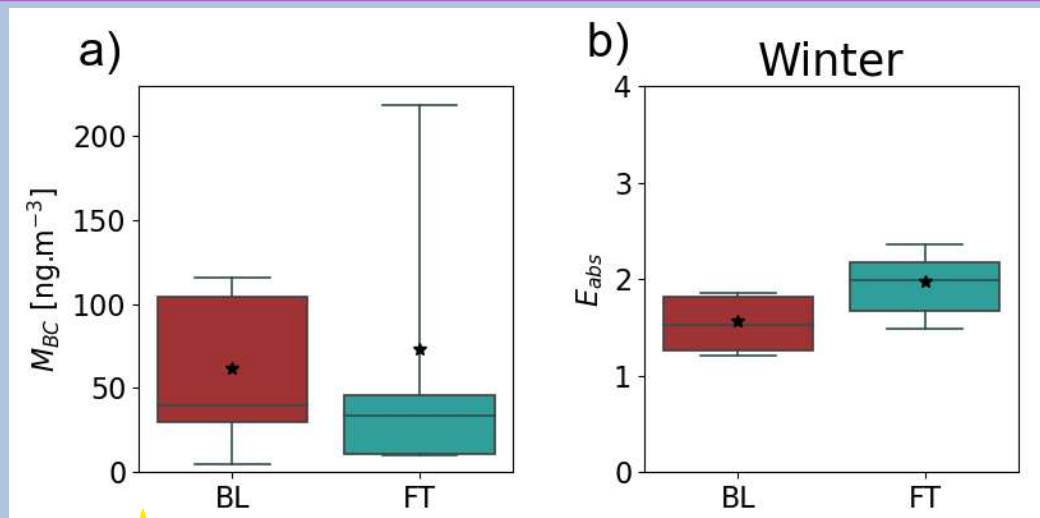 a)
M_BC [ng.m⁻³]
200
150
100
50
0
BL FT
b)
Winter
E_abs
4
3
2
1
0
BL FT